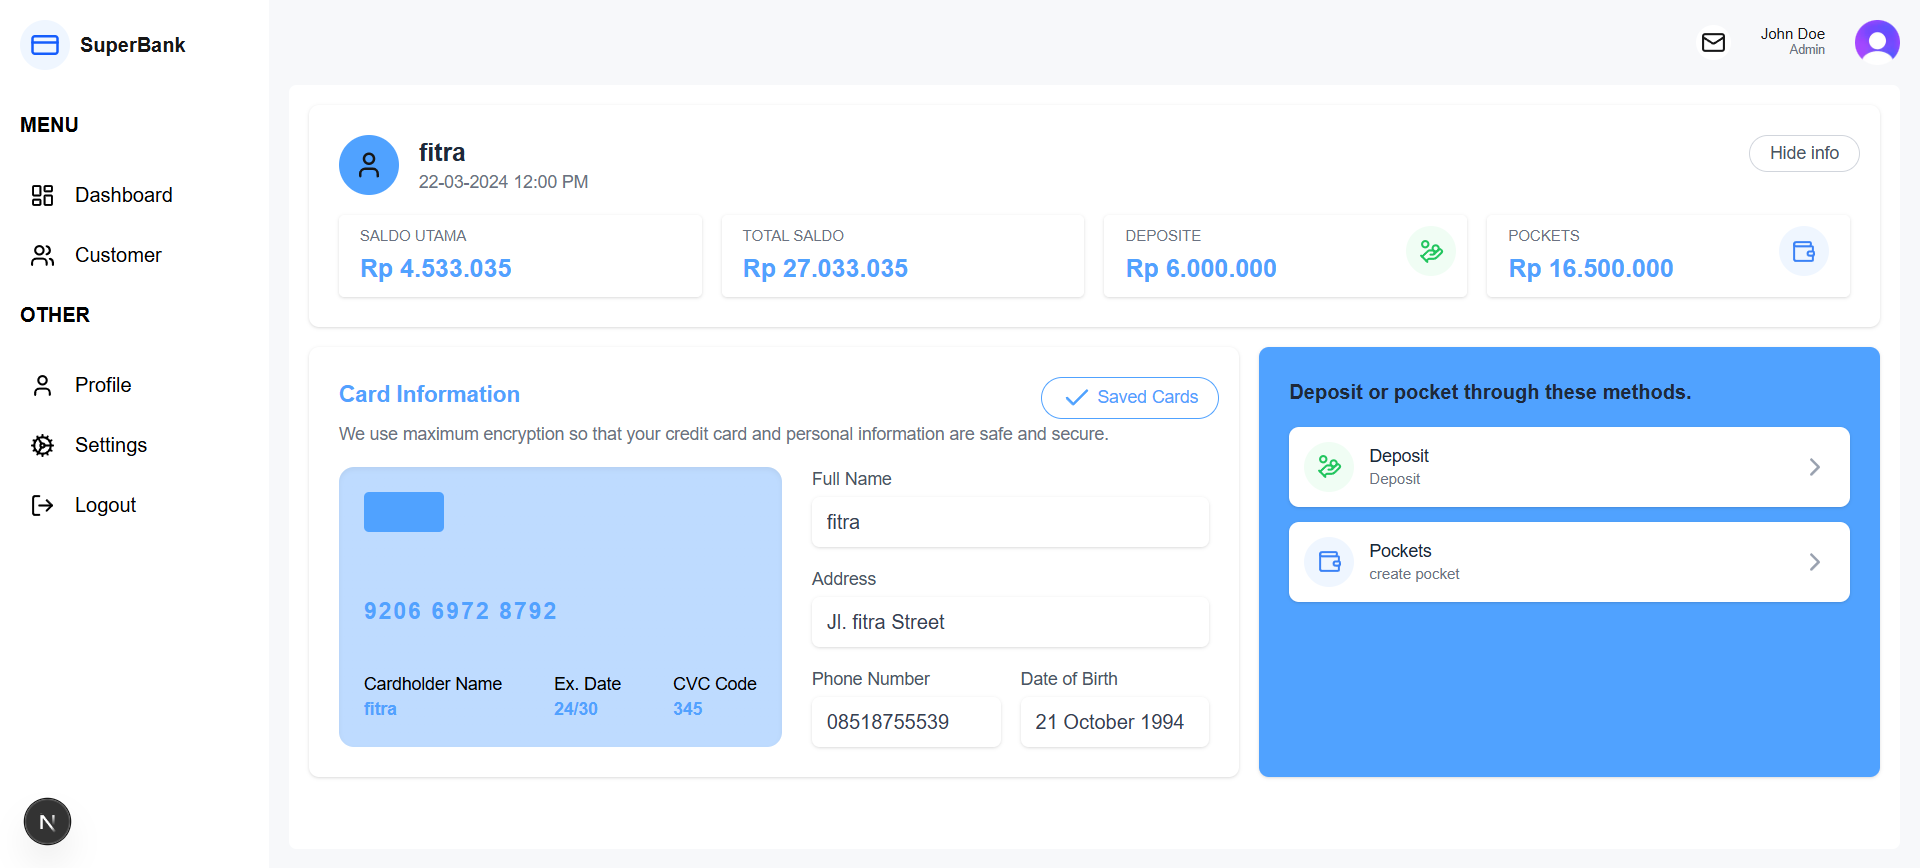 SuperBank
MENU
Dashboard
Customer
OTHER
Profile
Settings
Logout
N
John Doe
Admin
fitra
22-03-2024 12:00 PM
Hide info
SALDO UTAMA
Rp 4.533.035
TOTAL SALDO
Rp 27.033.035
DEPOSITE
Rp 6.000.000
POCKETS
Rp 16.500.000
Card Information
Saved Cards
We use maximum encryption so that your credit card and personal information are safe and secure.
9206 6972 8792
Cardholder Name
fitra
Ex. Date
24/30
CVC Code
345
Full Name
fitra
Address
Jl. fitra Street
Phone Number
08518755539
Date of Birth
21 October 1994
Deposit or pocket through these methods.
Deposit
Deposit
Pockets
create pocket